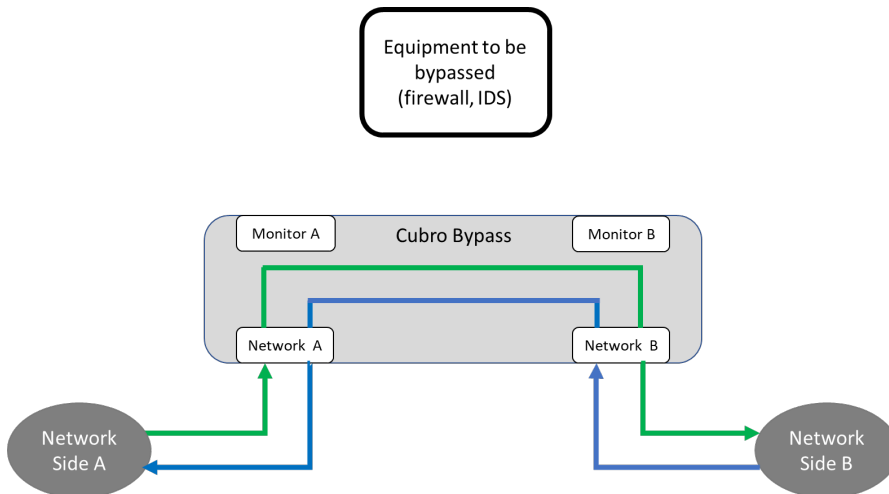 Equipment to be
bypassed
(firewall, IDS)
Monitor A
Cubro Bypass
Monitor B
Network A
Network B
Network
Side A
Network
Side B